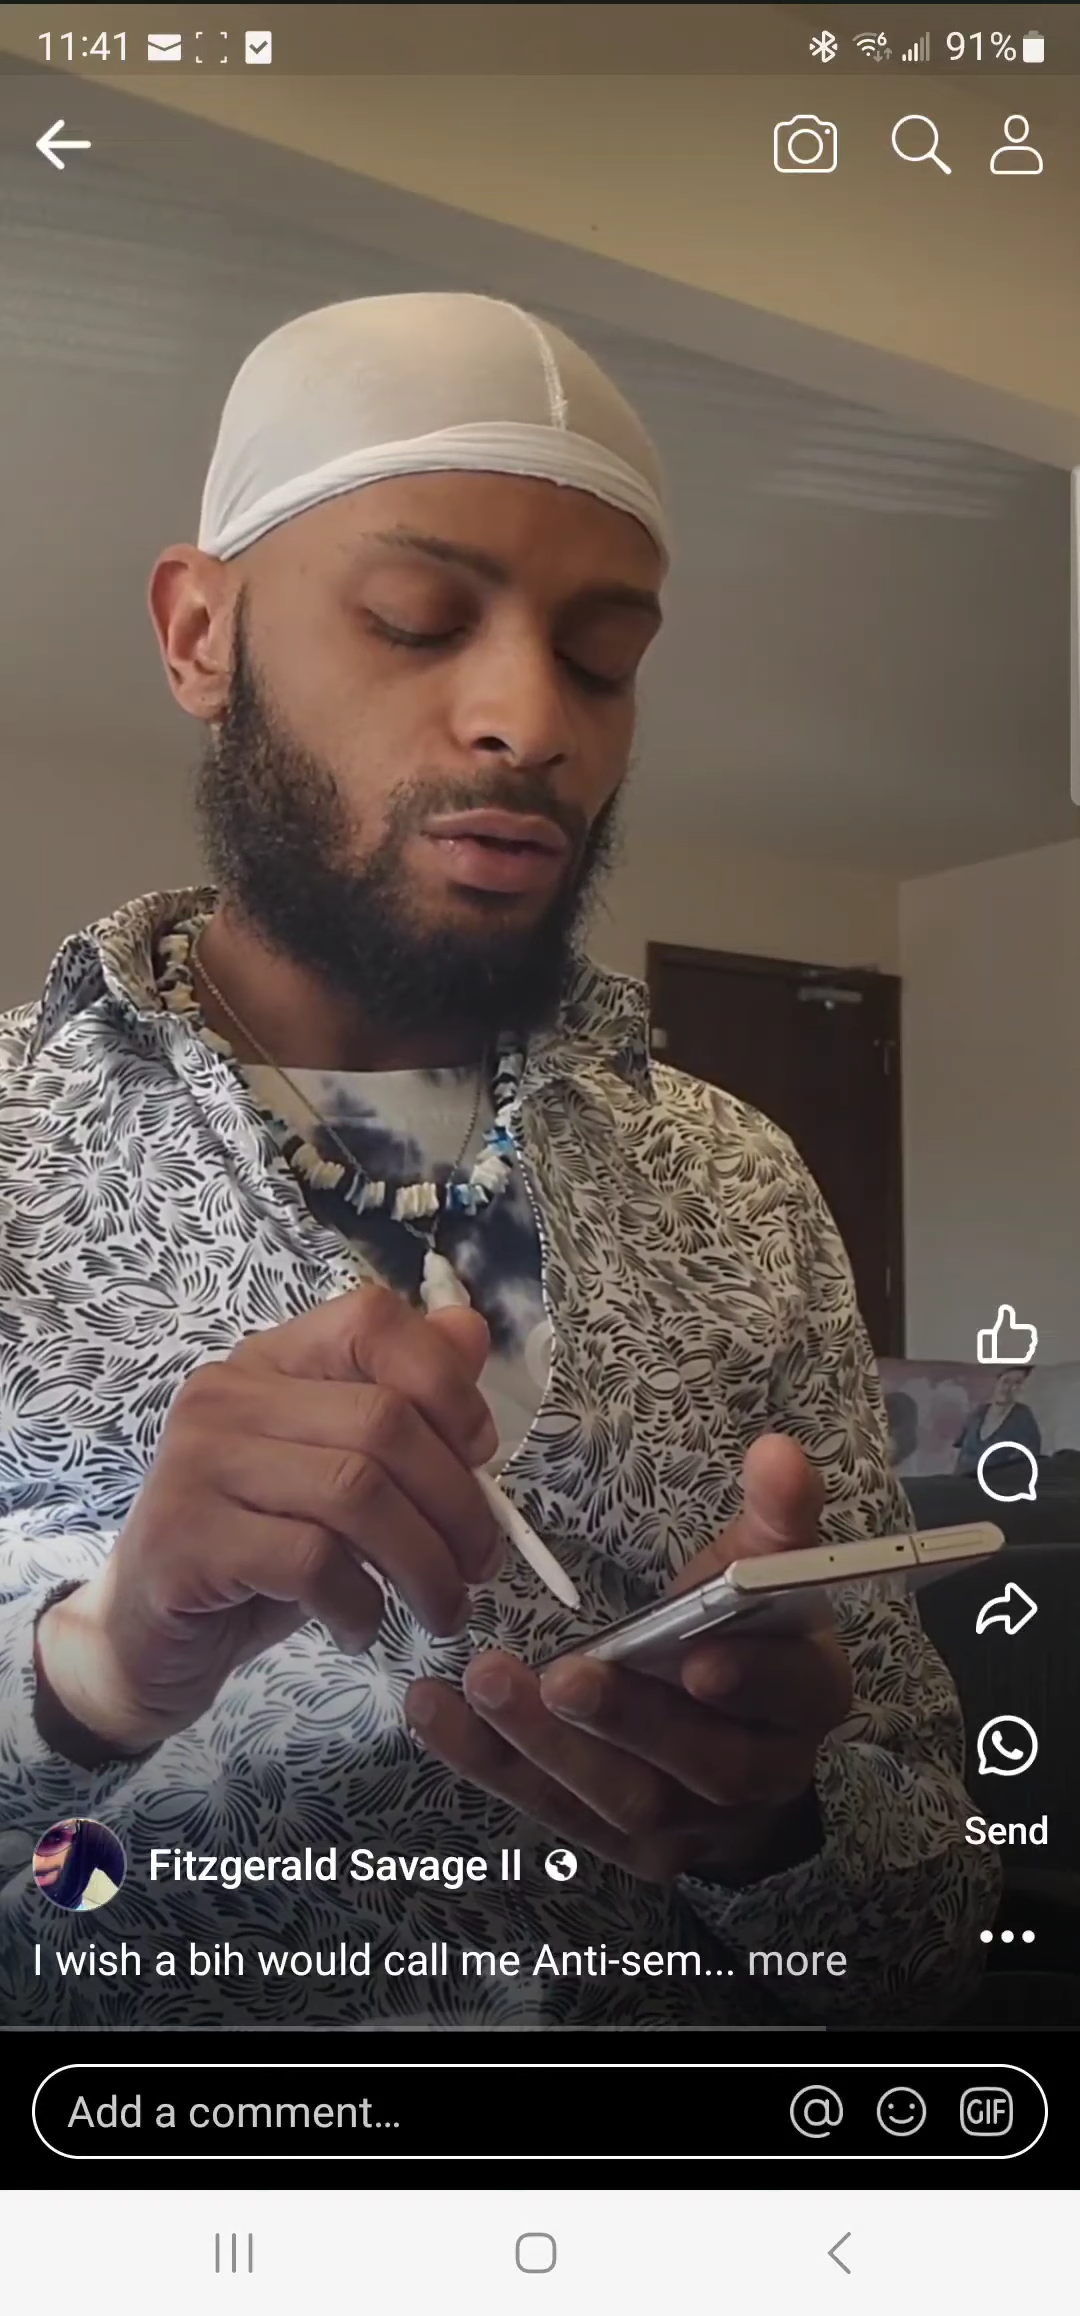 11:41
91%
Send
Fitzgerald Savage II
I wish a bih would call me Anti-sem... more
Add a comment...
GIF